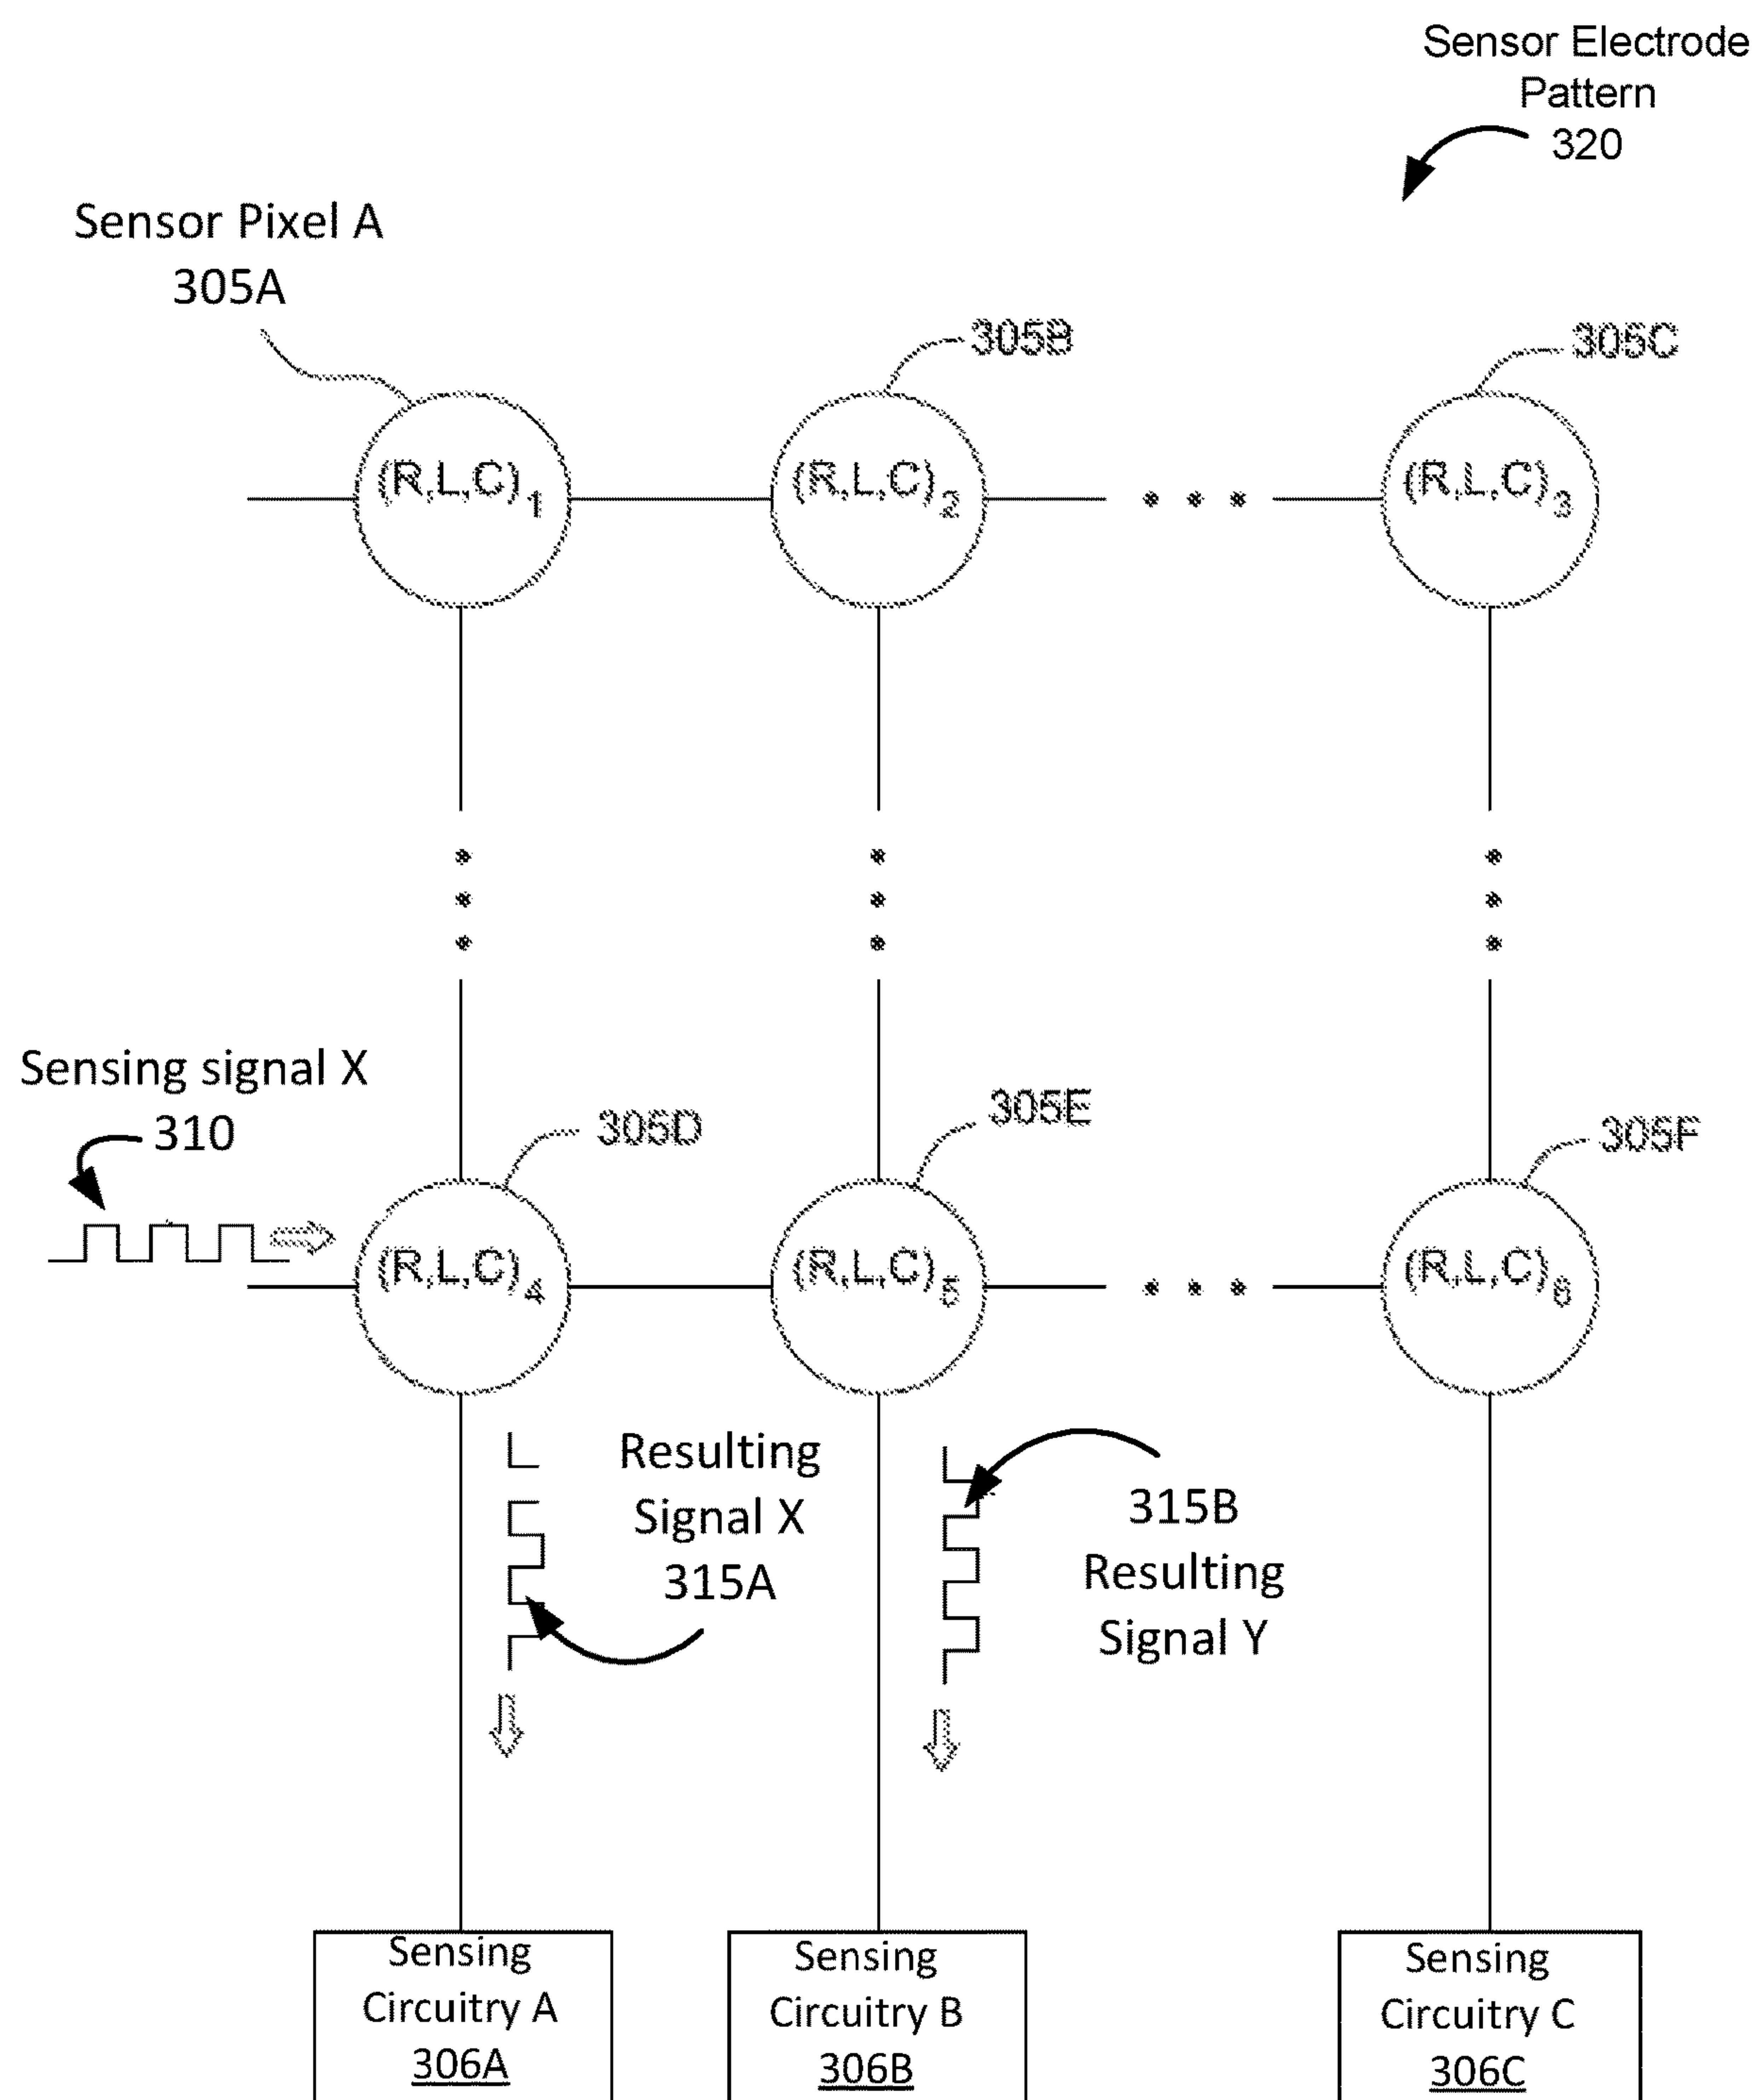 Sensor Electrode
Pattern
320
Sensor Pixel A
305A
305B
305C
(R,L,C)1
(R,L,C)2
(R,L,C)3
Sensing signal X
310
305D
305E
305F
(R,L,C)4
(R,L,C)5
(R,L,C)6
Resulting
Signal X
315A
315B
Resulting
Signal Y
Sensing
Circuitry A
306A
Sensing
Circuitry B
306B
Sensing
Circuitry C
306C